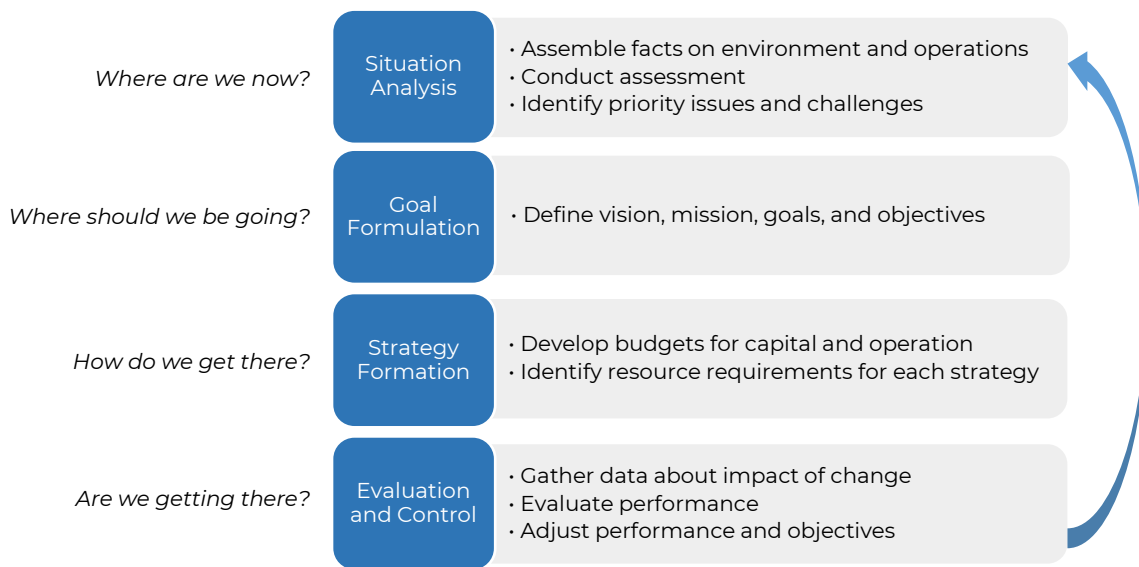 Where are we now?
Situation
Analysis
• Assemble facts on environment and operations
• Conduct assessment
• Identify priority issues and challenges
Where should we be going?
Goal
Formulation
• Define vision, mission, goals, and objectives
How do we get there?
Strategy
Formation
• Develop budgets for capital and operation
• Identify resource requirements for each strategy
Are we getting there?
Evaluation
and Control
• Gather data about impact of change
• Evaluate performance
• Adjust performance and objectives